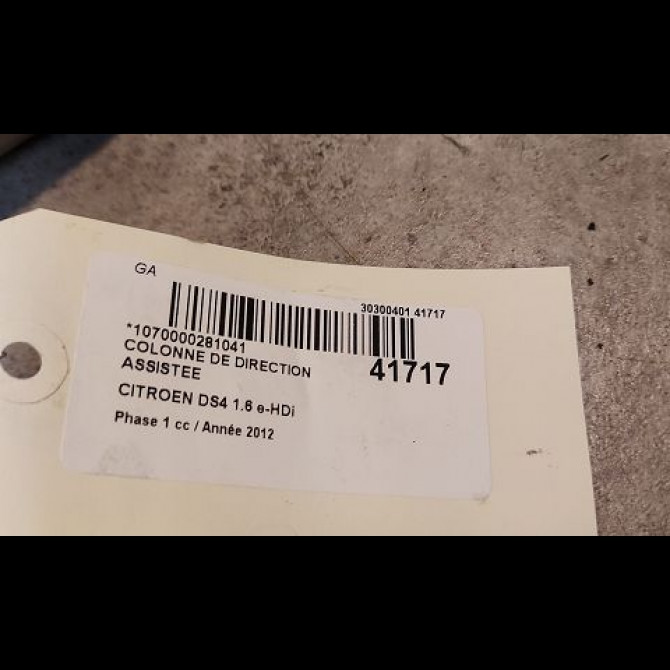 GA
30300401 41717
*1070000281041
COLONNE DE DIRECTION
ASSISTEE
41717
CITROEN DS4 1.6 e-HDi
Phase 1 cc / Année 2012